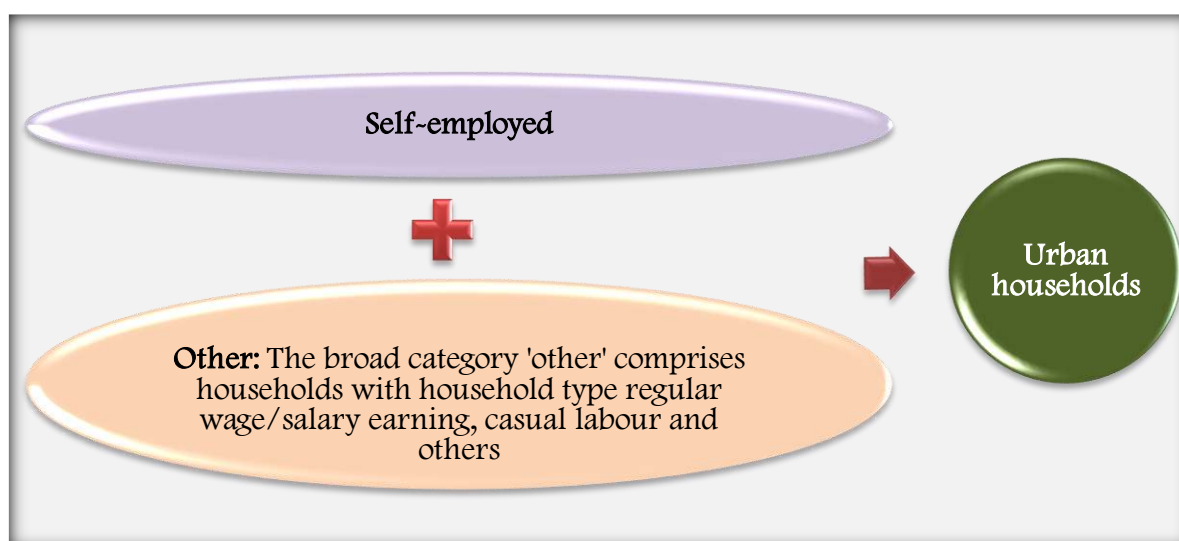 Self-employed
Other: The broad category 'other' comprises
households with household type regular
wage/salary earning, casual labour and
others
Urban
households